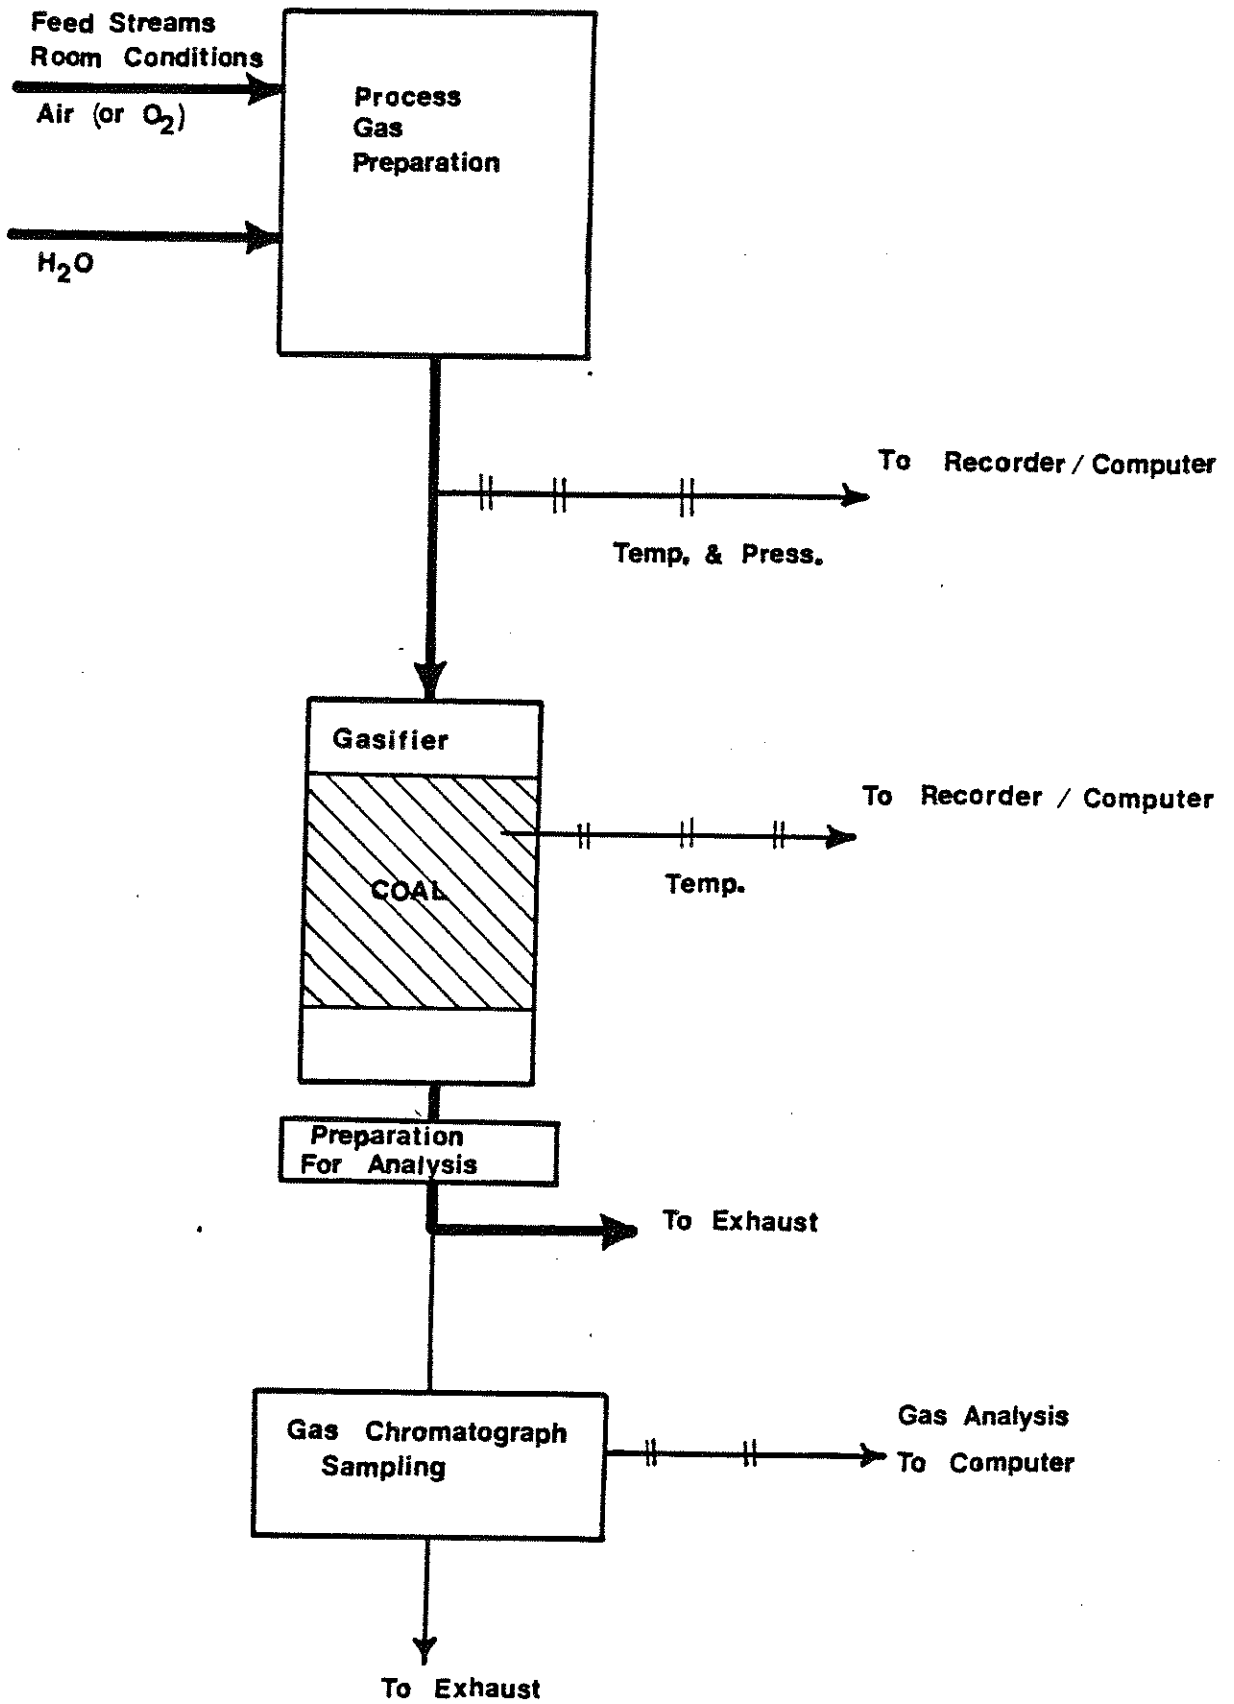 Feed Streams
Room Conditions
Air (or O₂)
H₂O
Process
Gas
Preparation
To Recorder / Computer
Temp. & Press.
Gasifier
To Recorder / Computer
COAL
Temp.
Preparation
For Analysis
To Exhaust
Gas Chromatograph
Sampling
Gas Analysis
To Computer
To Exhaust